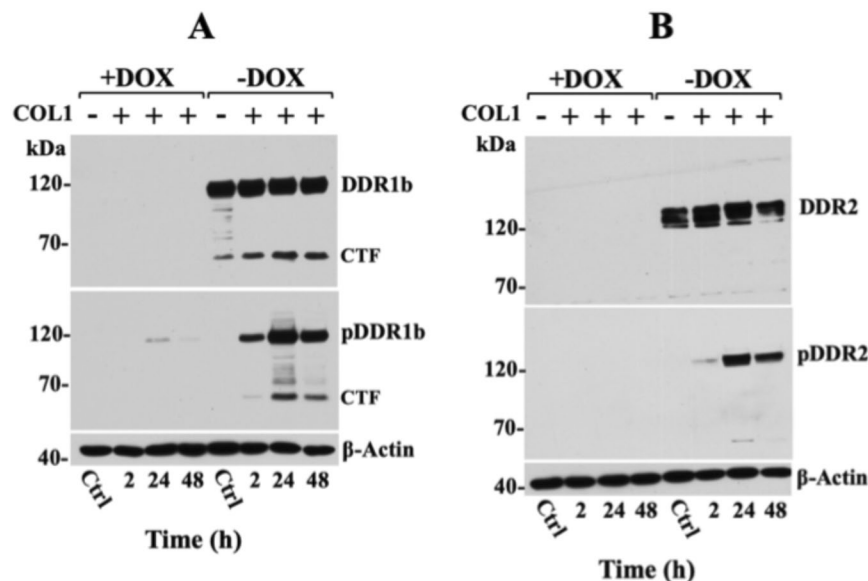 A
+DOX -DOX
COL1 - + + + - + + +
kDa
120- DDR1b
70-
CTF
120- pDDR1b
70-
CTF
40- β-Actin
Ctrl 2 24 48 Ctrl 2 24 48
Time (h)
B
+DOX -DOX
COL1 - + + + - + + +
kDa
DDR2
120-
70-
pDDR2
120-
70-
40- β-Actin
Ctrl 2 24 48 Ctrl 2 24 48
Time (h)